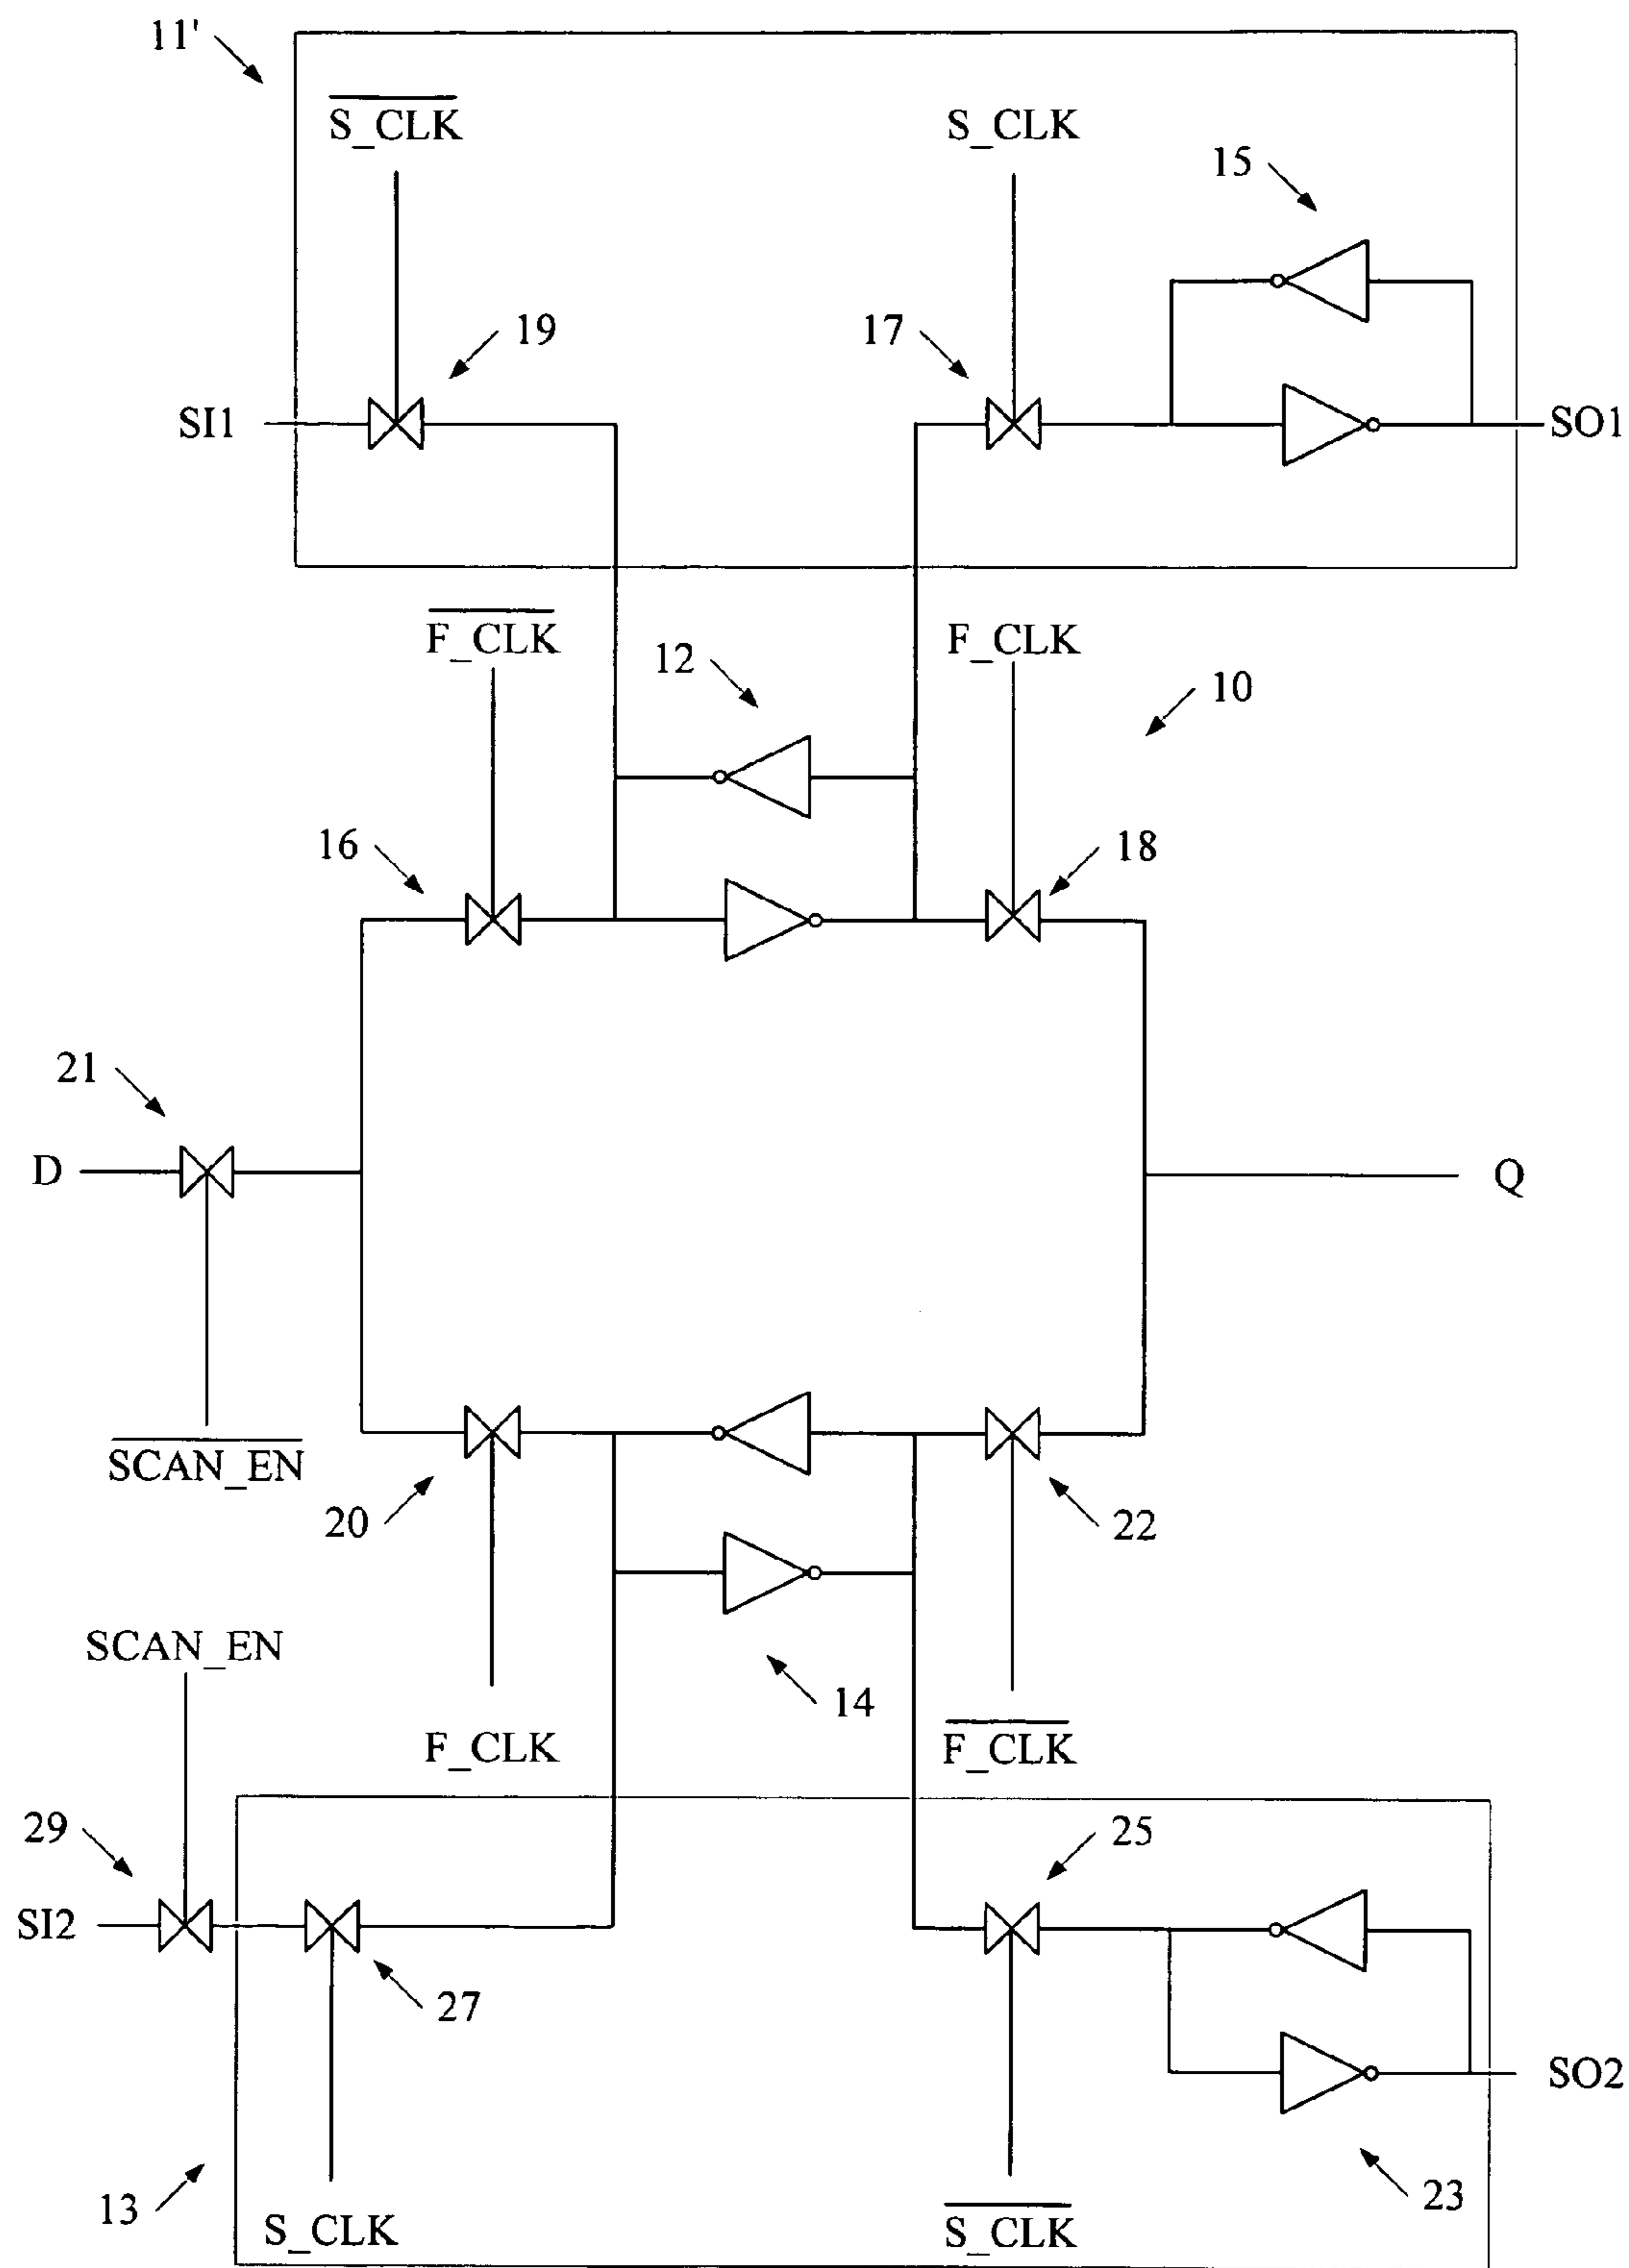 11'
S_CLK
S_CLK
15
19
17
SI1
SO1
F_CLK
12
F_CLK
10
16
18
21
D
Q
SCAN_EN
20
22
SCAN_EN
14
F_CLK
F_CLK
29
25
SI2
27
SO2
13
S_CLK
S_CLK
23